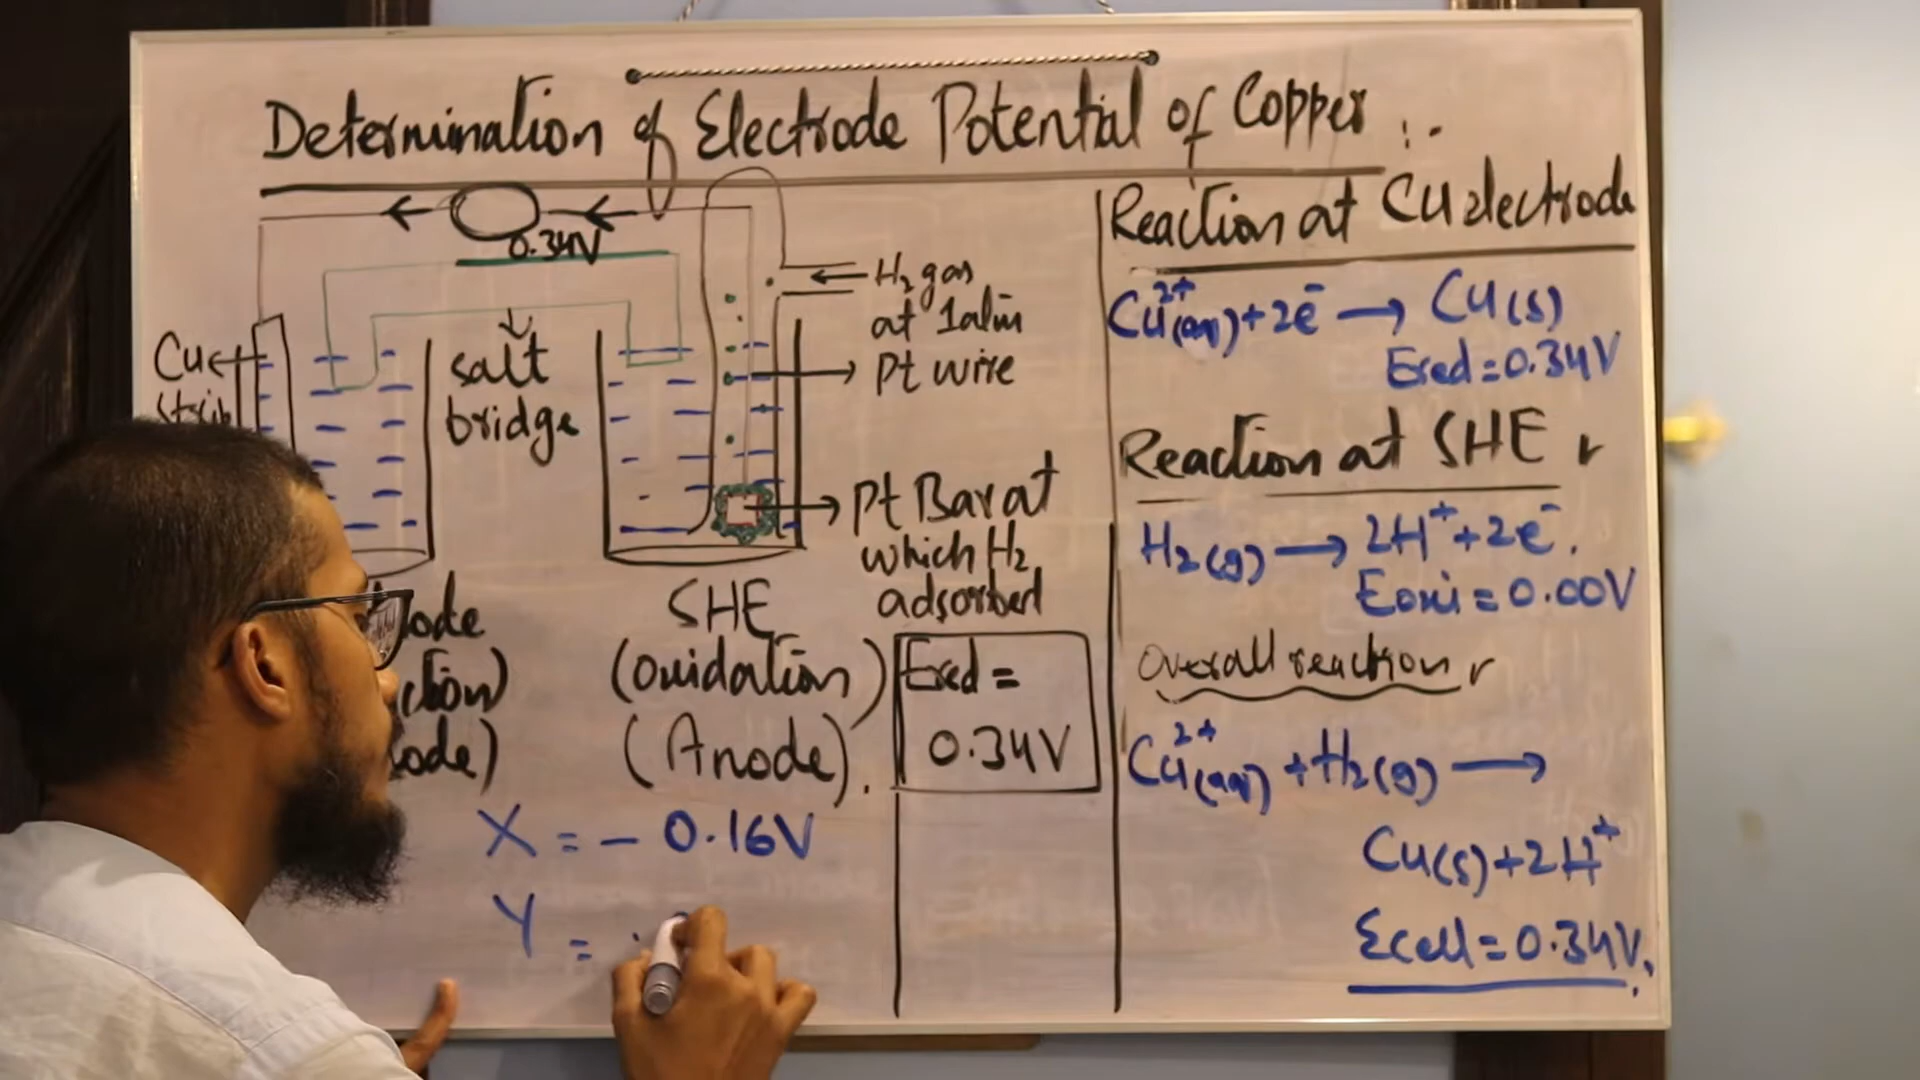 Determination of Electrode Potential of Copper :-
0.34V
H₂ gas
at 1atm
Pt wire
Cu
strip
salt
bridge
Pt Bar at
which H₂
adsorbed
SHE
(oxidation)
(Anode).
Ered =
0.34V
X = - 0.16V
Y =
Reaction at Cu electrode
Cu²⁺(aq) + 2e⁻ → Cu(s)
Ered = 0.34V
Reaction at SHE
H₂(g) → 2H⁺ + 2e⁻.
Eoxi = 0.00V
Overall reaction
Cu²⁺(aq) + H₂(g) →
Cu(s) + 2H⁺
Ecell = 0.34V.